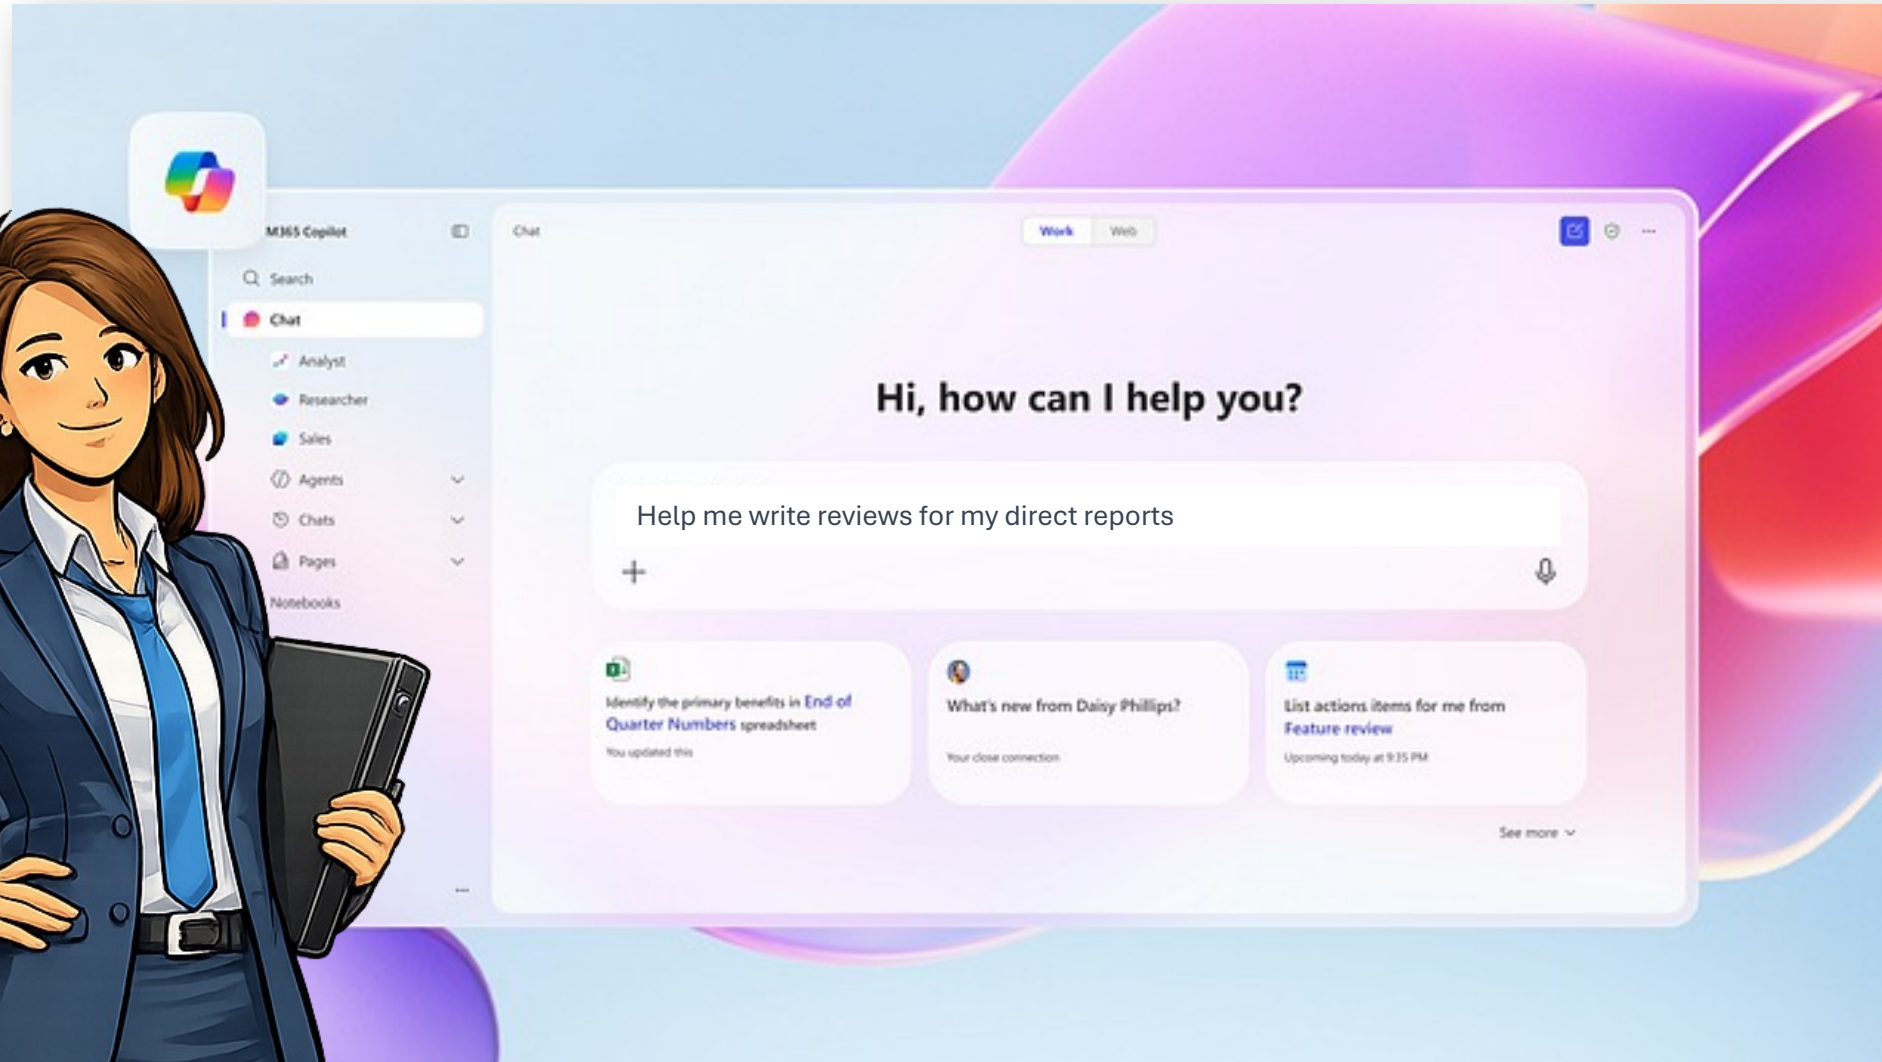 M365 Copilot
Search
Chat
Analyst
Researcher
Sales
Agents
Chats
Pages
Notebooks
Chat
Work
Web
Hi, how can I help you?
Help me write reviews for my direct reports
Identify the primary benefits in End of
Quarter Numbers spreadsheet
You updated this
What's new from Daisy Phillips?
Your close connection
List actions items for me from
Feature review
Upcoming today at 9:35 PM
See more